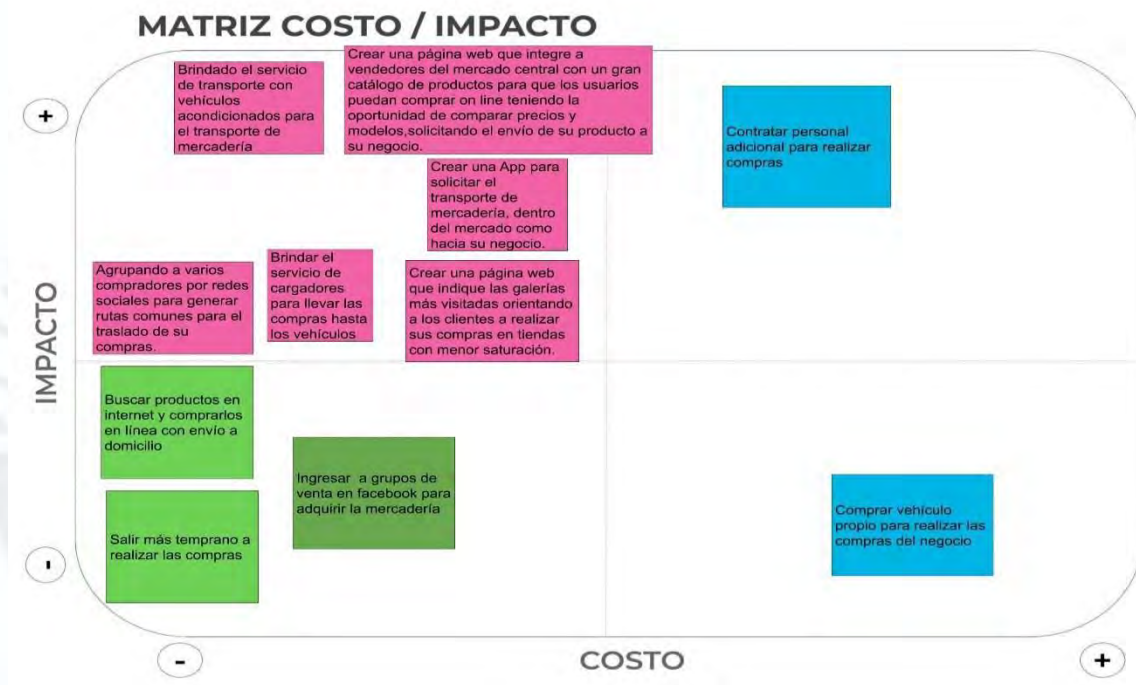 MATRIZ COSTO / IMPACTO
+
Brindado el servicio
de transporte con
vehículos
acondicionados para
el transporte de
mercadería
Crear una página web que integre a
vendedores del mercado central con un gran
catálogo de productos para que los usuarios
puedan comprar on line teniendo la
oportunidad de comparar precios y
modelos,solicitando el envío de su producto a
su negocio.
Contratar personal
adicional para realizar
compras
Crear una App para
solicitar el
transporte de
mercadería, dentro
del mercado como
hacia su negocio.
Agrupando a varios
compradores por redes
sociales para generar
rutas comunes para el
traslado de su
compras.
Brindar el
servicio de
cargadores
para llevar las
compras hasta
los vehículos
Crear una página web
que indique las galerías
más visitadas orientando
a los clientes a realizar
sus compras en tiendas
con menor saturación.
IMPACTO
Buscar productos en
internet y comprarlos
en línea con envío a
domicilio
Ingresar a grupos de
venta en facebook para
adquirir la mercadería
Salir más temprano a
realizar las compras
Comprar vehículo
propio para realizar las
compras del negocio
-
-
COSTO
+